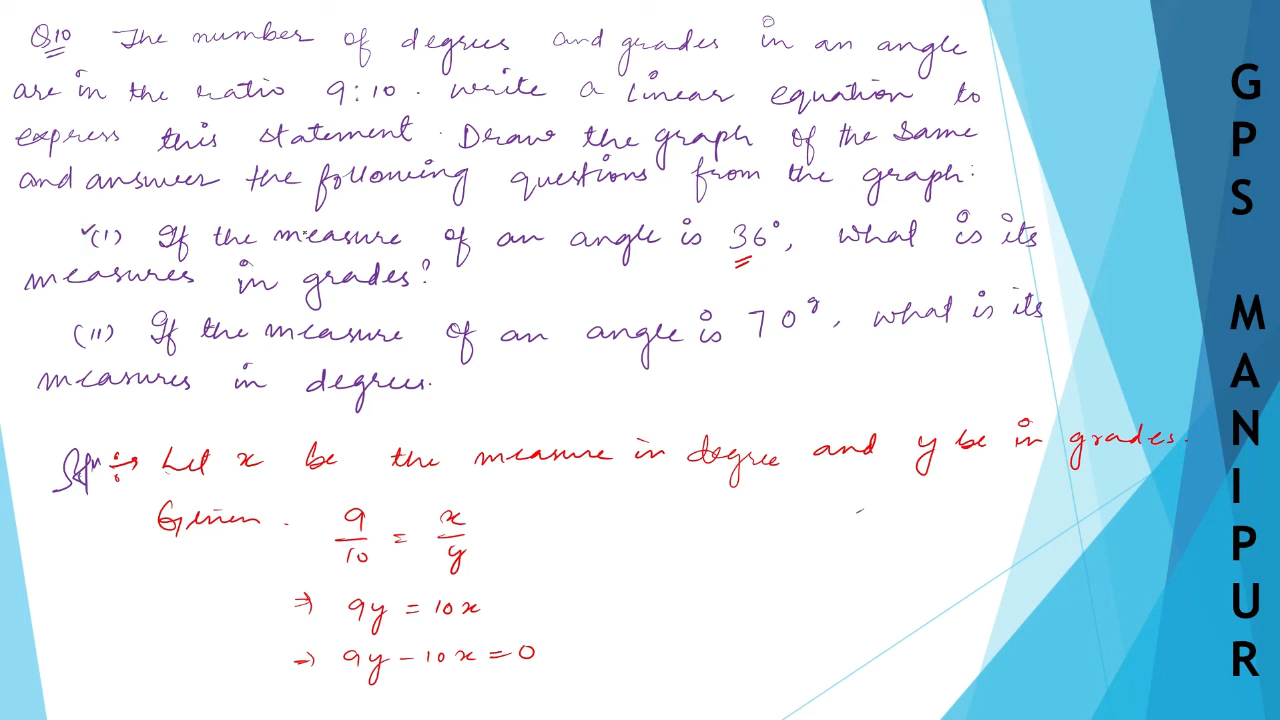 Q10 The number of degrees and grades in an angle
are in the ratio 9:10. Write a linear equation to
express this statement. Draw the graph of the same
and answer the following questions from the graph:
(i) If the measure of an angle is 36°, what is its
measures in grades?
(ii) If the measure of an angle is 70g, what is its
measures in degrees.
Let x be the measure in degree and y be in grades.
Given. 9/10 = x/y
⇒ 9y = 10x
⇒ 9y - 10x = 0
GPS MANIPUR